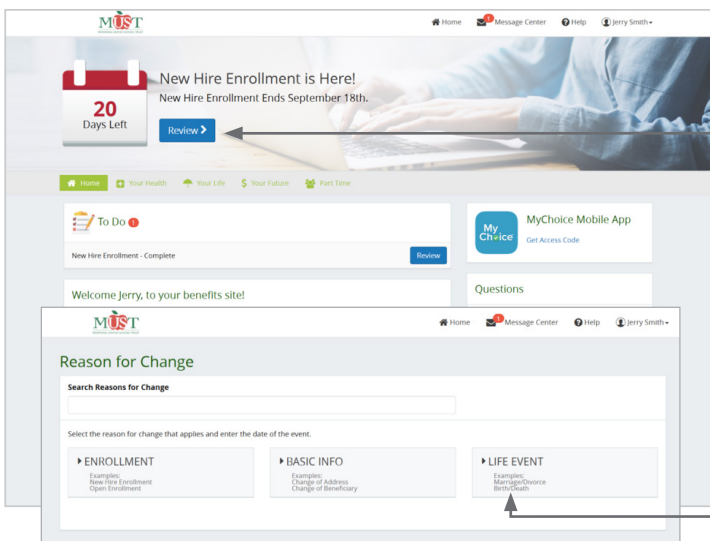 MUST
Home
1
Message Center
Help
Jerry Smith
20
Days Left
New Hire Enrollment is Here!
New Hire Enrollment Ends September 18th.
Review
Home
Your Health
Your Life
Your Future
Part Time
To Do 1
New Hire Enrollment - Complete
Review
My
Choice
MyChoice Mobile App
Get Access Code
Welcome Jerry, to your benefits site!
Questions
MUST
Home
1
Message Center
Help
Jerry Smith
Reason for Change
Search Reasons for Change
Select the reason for change that applies and enter the date of the event.
ENROLLMENT
Examples:
New Hire Enrollment
Open Enrollment
BASIC INFO
Examples:
Change of Address
Change of Beneficiary
LIFE EVENT
Examples:
Marriage/Divorce
Birth/Death